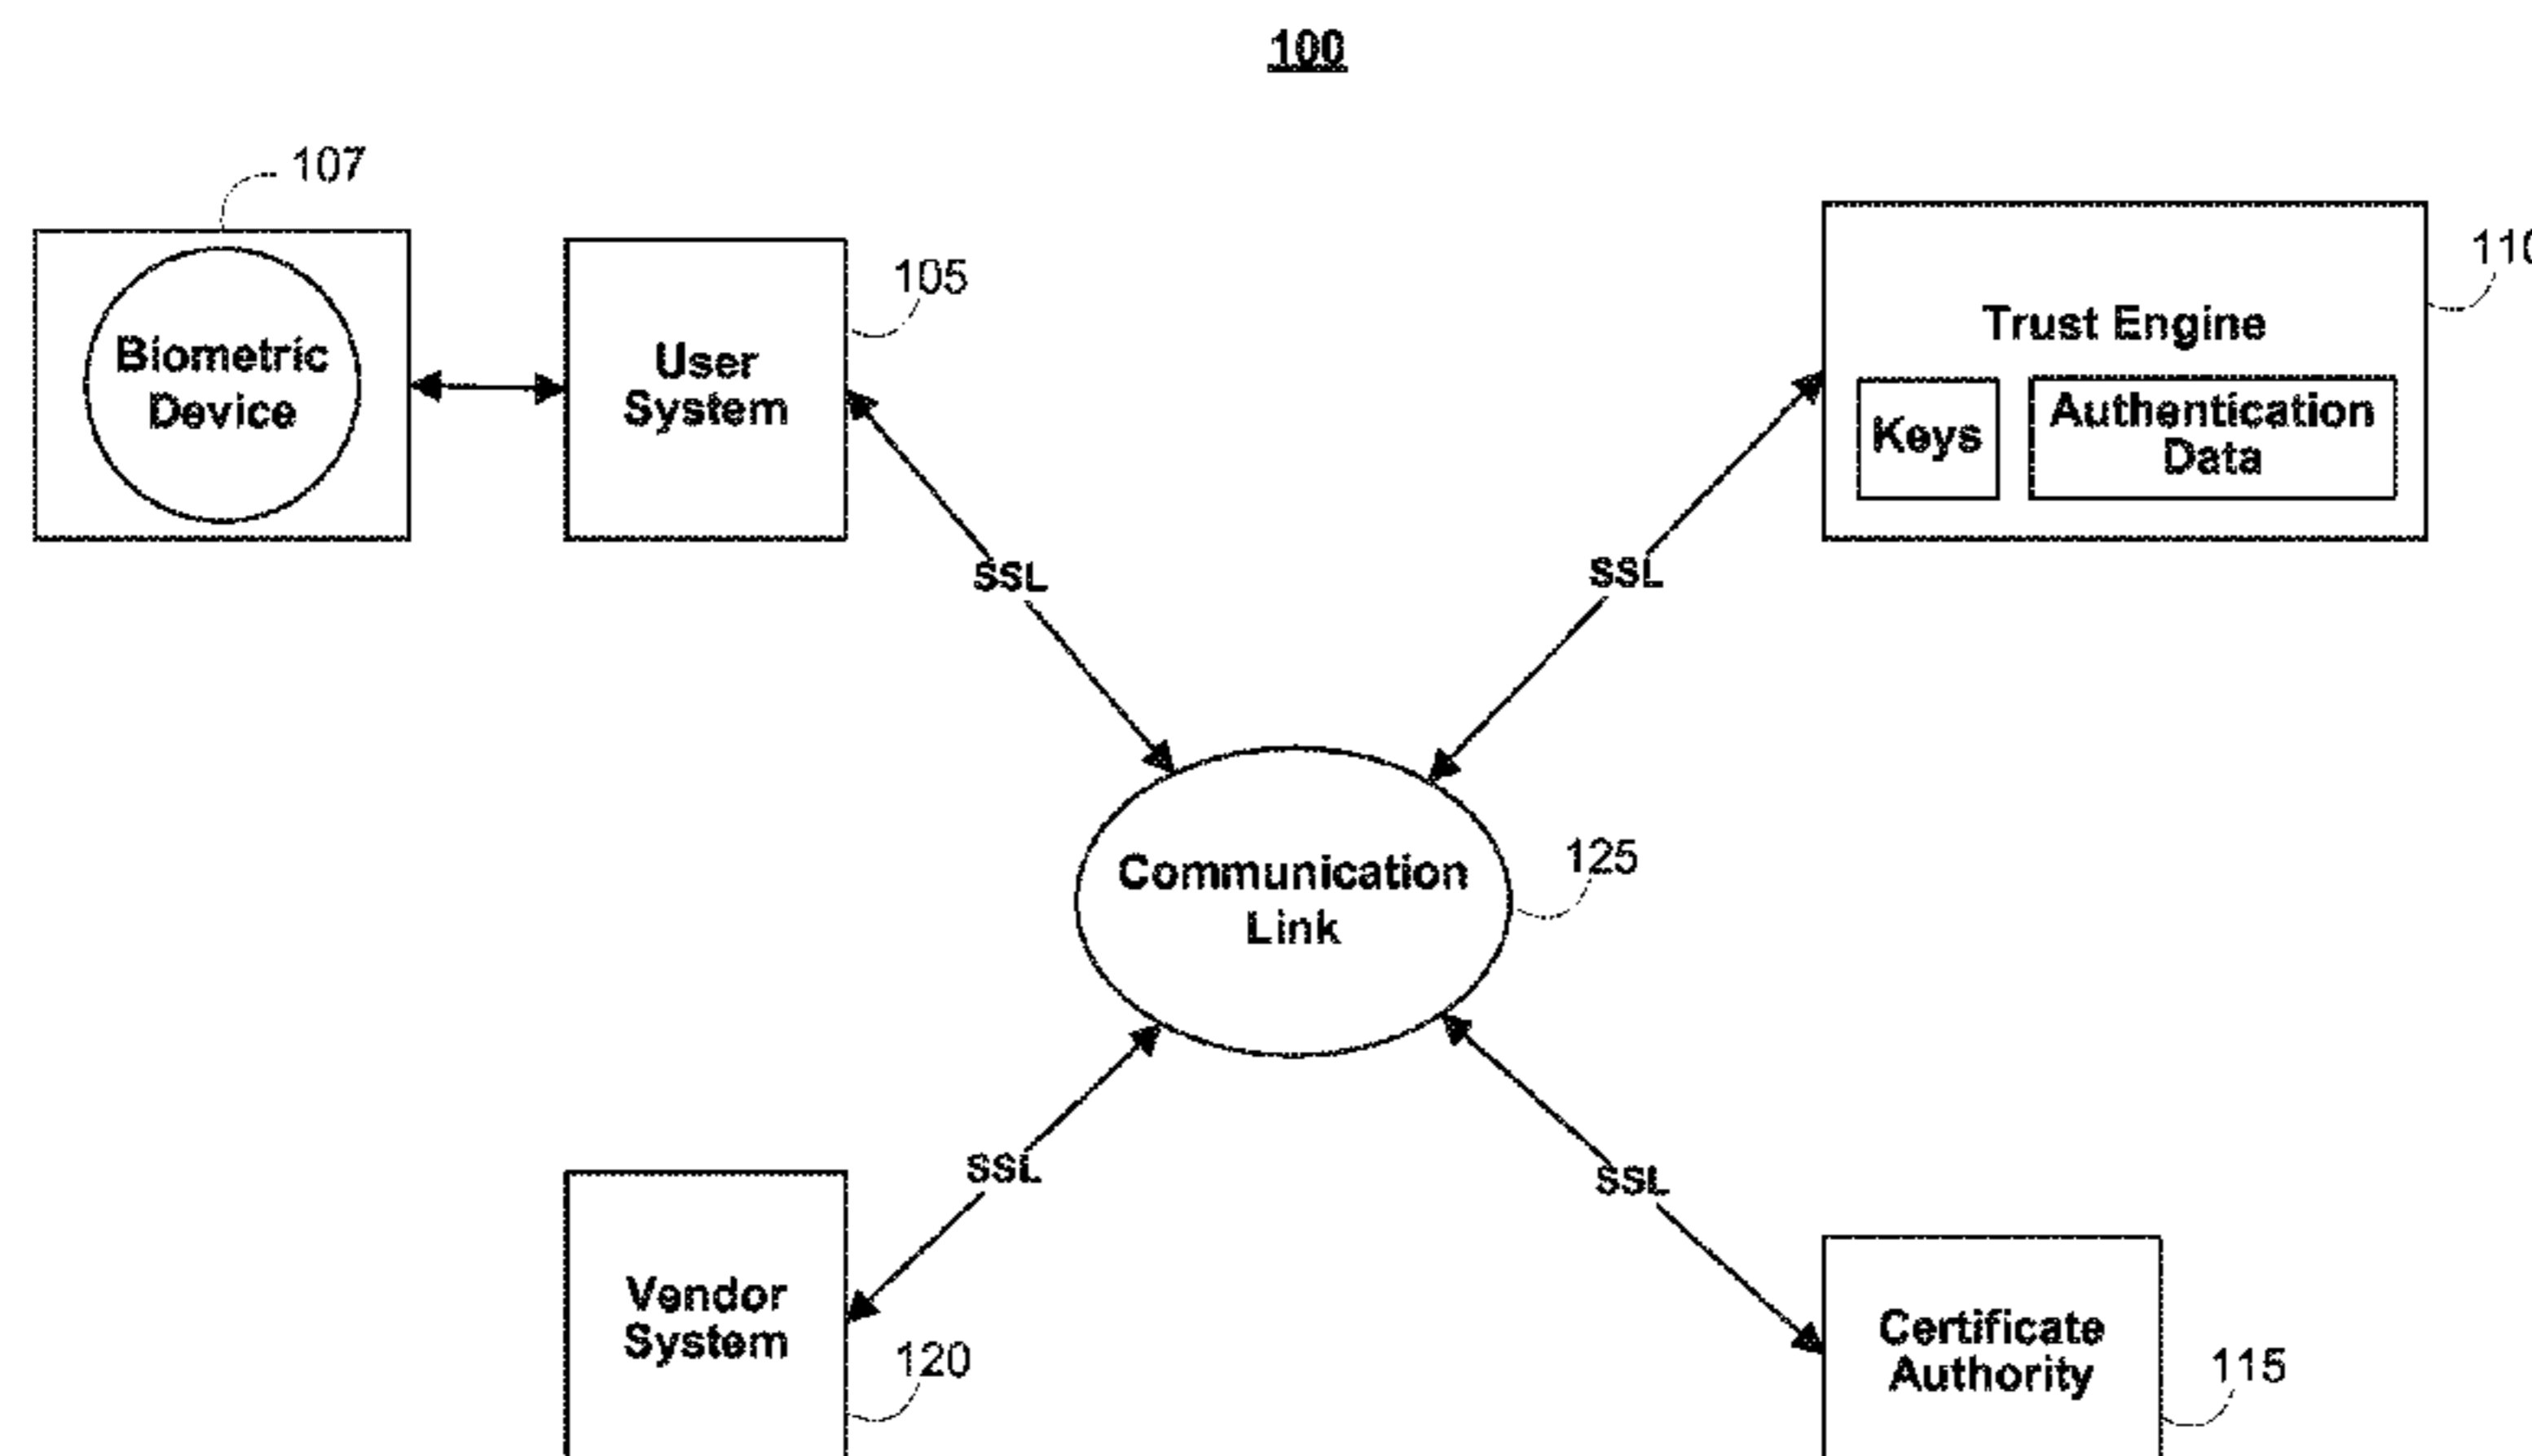 100
107
105
110
Biometric
Device
User
System
Trust Engine
Keys
Authentication
Data
SSL
SSL
Communication
Link
125
SSL
SSL
Vendor
System
120
Certificate
Authority
115